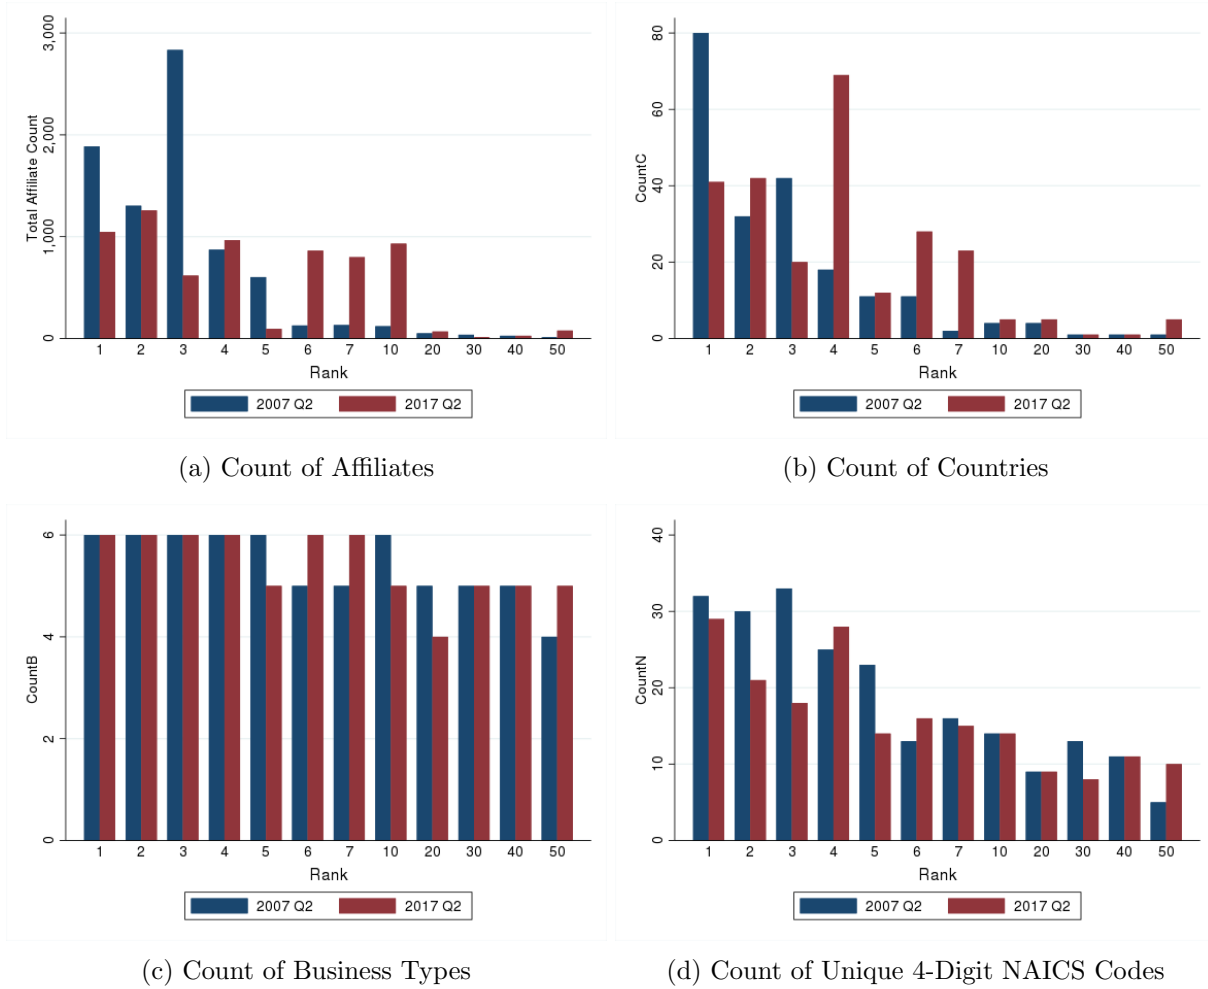 Total Affiliate Count
3,000
2,000
1,000
0
1 2 3 4 5 6 7 10 20 30 40 50
Rank
2007 Q2 2017 Q2
(a) Count of Affiliates
CountC
80
60
40
20
0
1 2 3 4 5 6 7 10 20 30 40 50
Rank
2007 Q2 2017 Q2
(b) Count of Countries
CountB
6
4
2
0
1 2 3 4 5 6 7 10 20 30 40 50
Rank
2007 Q2 2017 Q2
(c) Count of Business Types
CountN
40
30
20
10
0
1 2 3 4 5 6 7 10 20 30 40 50
Rank
2007 Q2 2017 Q2
(d) Count of Unique 4-Digit NAICS Codes